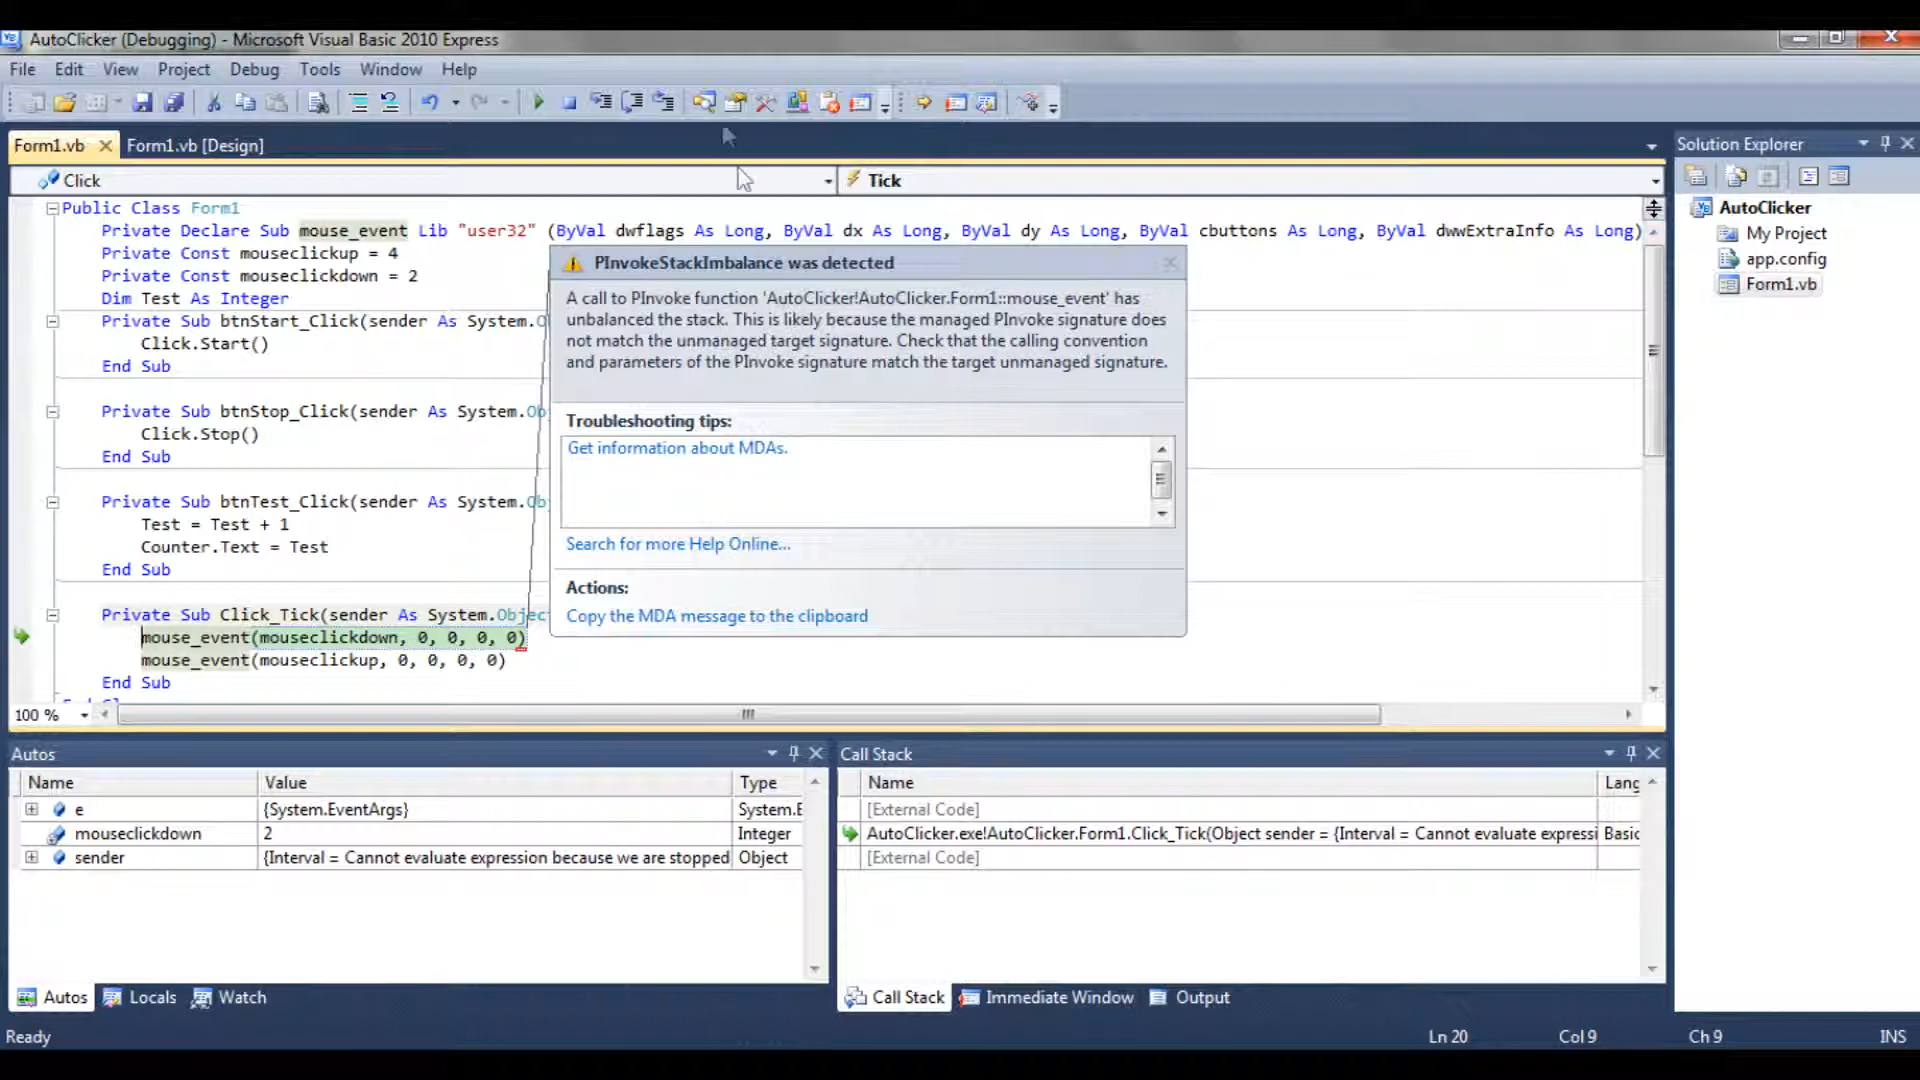 AutoClicker (Debugging) - Microsoft Visual Basic 2010 Express
File Edit View Project Debug Tools Window Help
Form1.vb Form1.vb [Design]
Click Tick
Public Class Form1
Private Declare Sub mouse_event Lib "user32" (ByVal dwflags As Long, ByVal dx As Long, ByVal dy As Long, ByVal cbuttons As Long, ByVal dwwExtraInfo As Long)
Private Const mouseclickup = 4
Private Const mouseclickdown = 2
Dim Test As Integer
Private Sub btnStart_Click(sender As System.O
Click.Start()
End Sub
Private Sub btnStop_Click(sender As System.Ob
Click.Stop()
End Sub
Private Sub btnTest_Click(sender As System.Ob
Test = Test + 1
Counter.Text = Test
End Sub
Private Sub Click_Tick(sender As System.Object
mouse_event(mouseclickdown, 0, 0, 0, 0)
mouse_event(mouseclickup, 0, 0, 0, 0)
End Sub
PInvokeStackImbalance was detected
A call to PInvoke function 'AutoClicker!AutoClicker.Form1::mouse_event' has
unbalanced the stack. This is likely because the managed PInvoke signature does
not match the unmanaged target signature. Check that the calling convention
and parameters of the PInvoke signature match the target unmanaged signature.
Troubleshooting tips:
Get information about MDAs.
Search for more Help Online...
Actions:
Copy the MDA message to the clipboard
100 %
Solution Explorer
AutoClicker
My Project
app.config
Form1.vb
Autos
Name Value Type
e {System.EventArgs} System.E
mouseclickdown 2 Integer
sender {Interval = Cannot evaluate expression because we are stopped Object
Autos Locals Watch
Call Stack
Name Lang
[External Code]
AutoClicker.exe!AutoClicker.Form1.Click_Tick(Object sender = {Interval = Cannot evaluate expressi Basic
[External Code]
Call Stack Immediate Window Output
Ready Ln 20 Col 9 Ch 9 INS